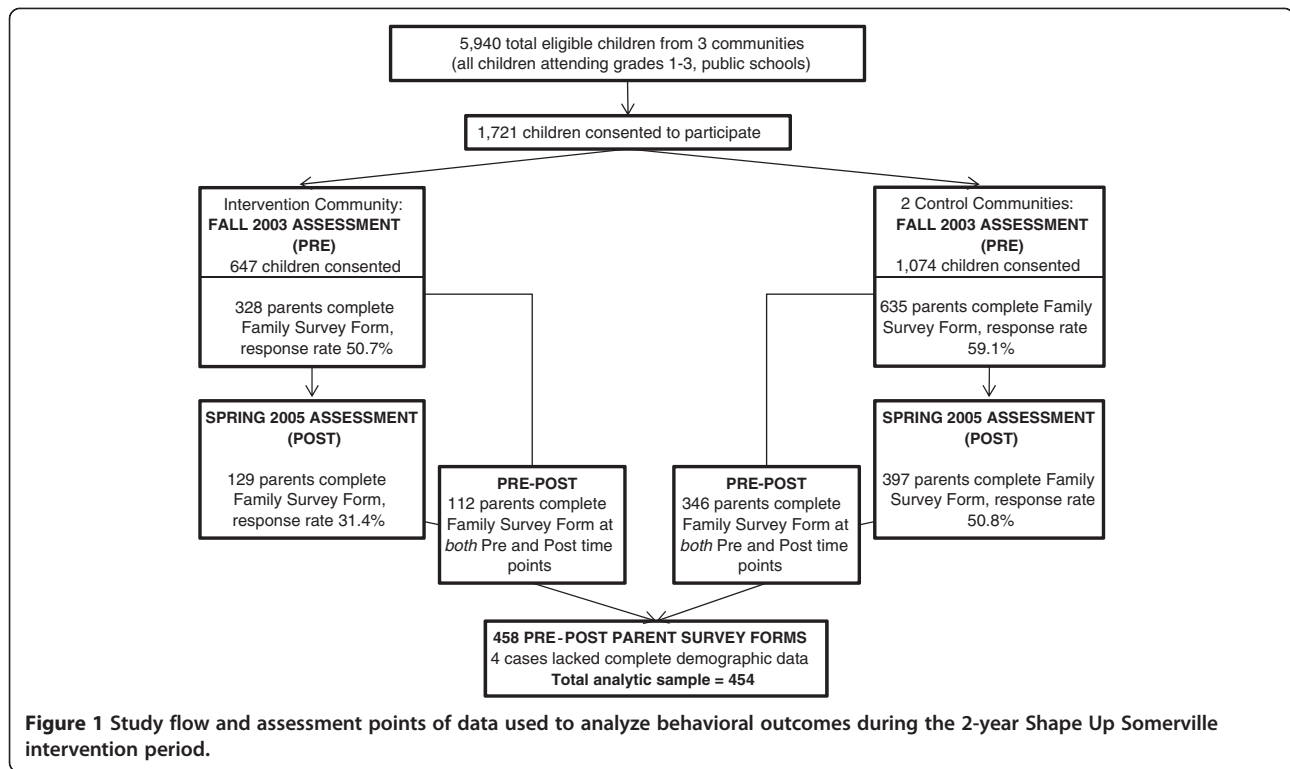 5,940 total eligible children from 3 communities
(all children attending grades 1-3, public schools)
1,721 children consented to participate
Intervention Community:
FALL 2003 ASSESSMENT
(PRE)
647 children consented
328 parents complete
Family Survey Form,
response rate 50.7%
2 Control Communities:
FALL 2003 ASSESSMENT
(PRE)
1,074 children consented
635 parents complete Family
Survey Form, response rate
59.1%
SPRING 2005 ASSESSMENT
(POST)
129 parents complete
Family Survey Form,
response rate 31.4%
PRE-POST
112 parents complete
Family Survey Form at
both Pre and Post time
points
PRE-POST
346 parents complete
Family Survey Form at
both Pre and Post time
points
SPRING 2005 ASSESSMENT
(POST)
397 parents complete Family
Survey Form, response rate
50.8%
458 PRE-POST PARENT SURVEY FORMS
4 cases lacked complete demographic data
Total analytic sample = 454
Figure 1 Study flow and assessment points of data used to analyze behavioral outcomes during the 2-year Shape Up Somerville
intervention period.